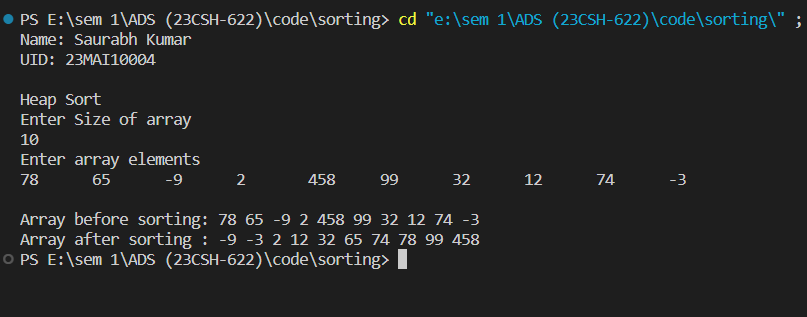 PS E:\sem 1\ADS (23CSH-622)\code\sorting> cd "e:\sem 1\ADS (23CSH-622)\code\sorting\" ;
Name: Saurabh Kumar
UID: 23MAI10004
Heap Sort
Enter Size of array
10
Enter array elements
78 65 -9 2 458 99 32 12 74 -3
Array before sorting: 78 65 -9 2 458 99 32 12 74 -3
Array after sorting : -9 -3 2 12 32 65 74 78 99 458
PS E:\sem 1\ADS (23CSH-622)\code\sorting>